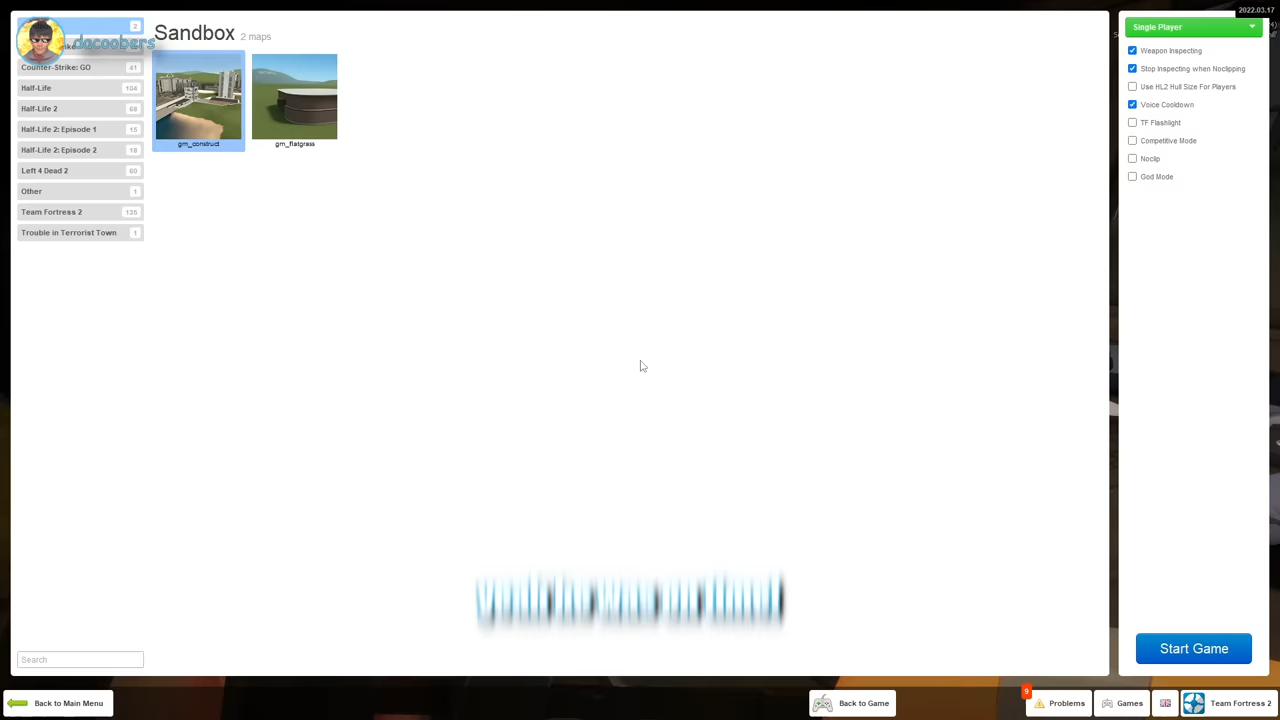 2022.03.17
2
dacoobers
Counter-Strike: GO 41
Half-Life 104
Half-Life 2 68
Half-Life 2: Episode 1 15
Half-Life 2: Episode 2 18
Left 4 Dead 2 60
Other 1
Team Fortress 2 135
Trouble in Terrorist Town 1
Search
Sandbox 2 maps
gm_construct
gm_flatgrass
Single Player
Weapon Inspecting
Stop Inspecting when Noclipping
Use HL2 Hull Size For Players
Voice Cooldown
TF Flashlight
Competitive Mode
Noclip
God Mode
Start Game
Back to Main Menu
Back to Game
9
Problems
Games
Team Fortress 2